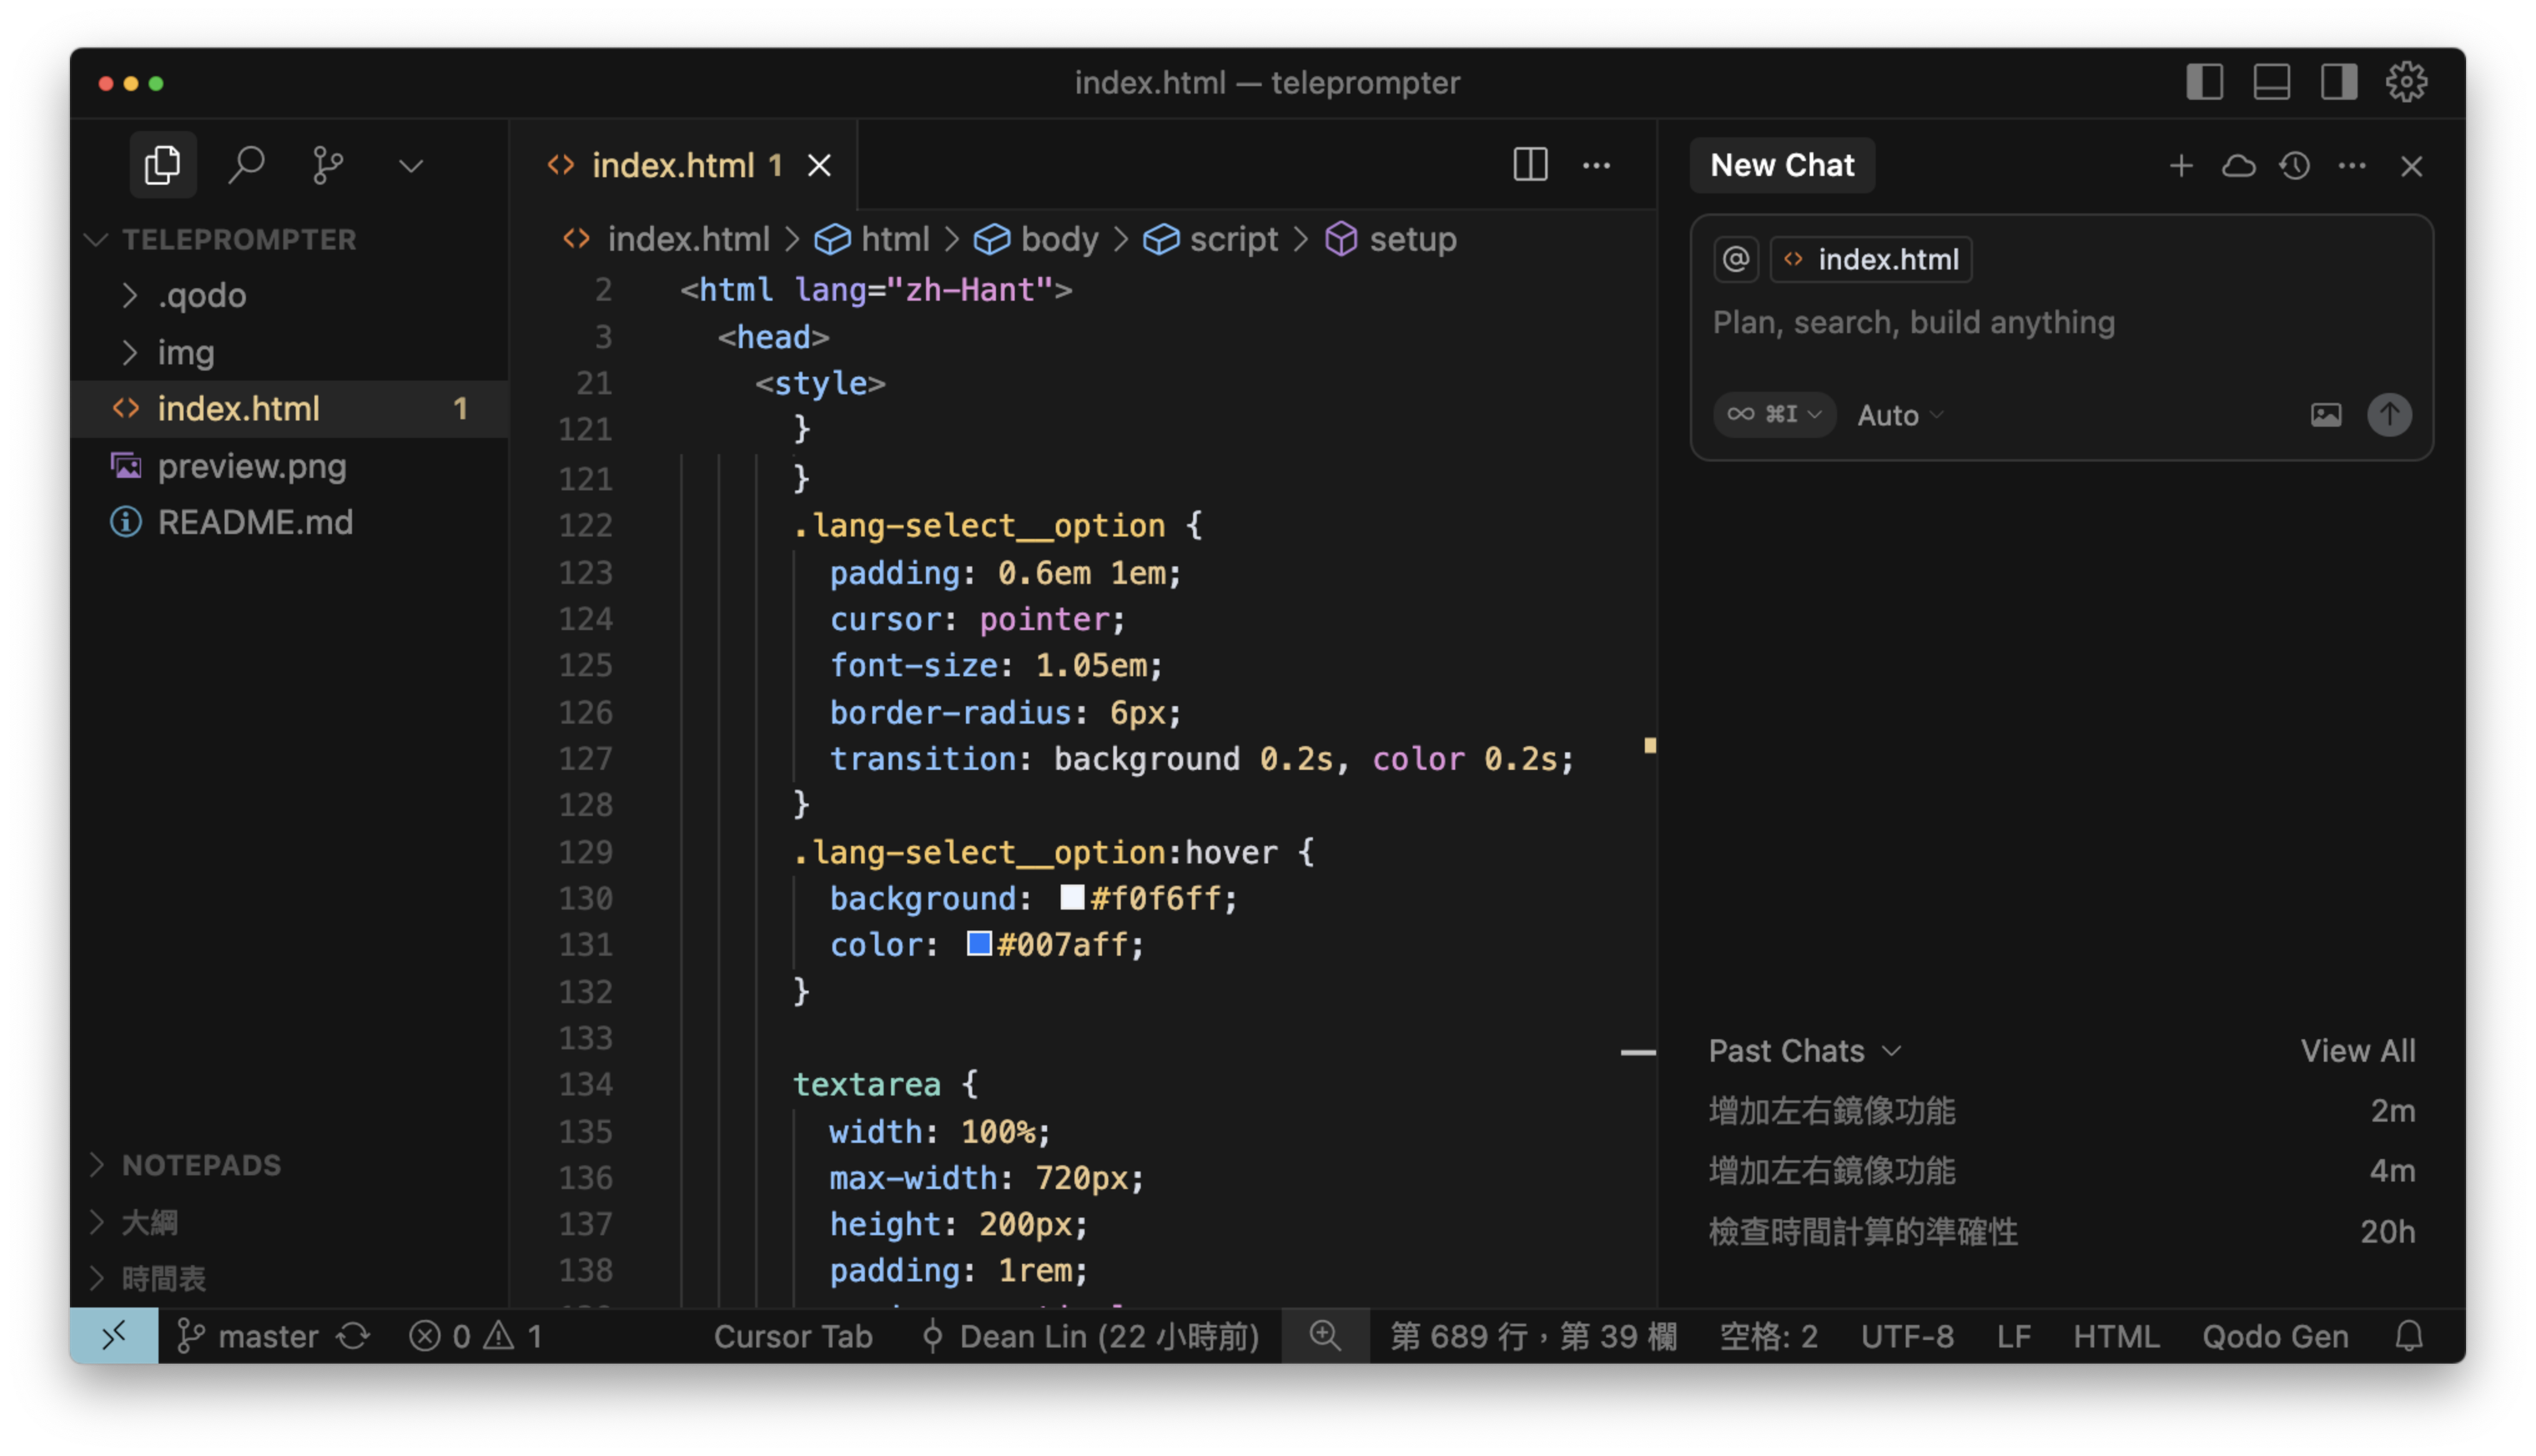 index.html — teleprompter
TELEPROMPTER
.qodo
img
index.html 1
preview.png
README.md
NOTEPADS
大綱
時間表
index.html 1
index.html > html > body > script > setup
2 <html lang="zh-Hant">
3 <head>
21 <style>
121 }
121 }
122 .lang-select__option {
123 padding: 0.6em 1em;
124 cursor: pointer;
125 font-size: 1.05em;
126 border-radius: 6px;
127 transition: background 0.2s, color 0.2s;
128 }
129 .lang-select__option:hover {
130 background: #f0f6ff;
131 color: #007aff;
132 }
133
134 textarea {
135 width: 100%;
136 max-width: 720px;
137 height: 200px;
138 padding: 1rem;
New Chat
@ index.html
Plan, search, build anything
∞ ⌘I Auto
Past Chats View All
增加左右鏡像功能 2m
增加左右鏡像功能 4m
檢查時間計算的準確性 20h
master 0 1 Cursor Tab Dean Lin (22 小時前) 第 689 行，第 39 欄 空格: 2 UTF-8 LF HTML Qodo Gen